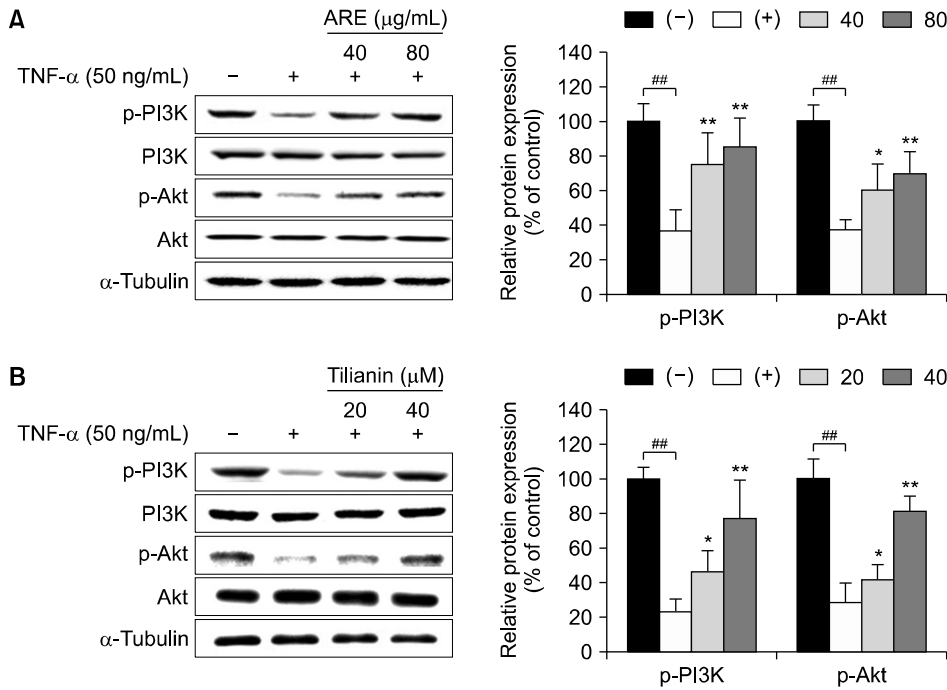 A
ARE (μg/mL)
40 80
TNF-α (50 ng/mL) − + + +
p-PI3K
PI3K
p-Akt
Akt
α-Tubulin
(−) (+) 40 80
Relative protein expression
(% of control)
140
120
100
80
60
40
20
0
## ** ** ## * **
p-PI3K p-Akt
B
Tilianin (μM)
20 40
TNF-α (50 ng/mL) − + + +
p-PI3K
PI3K
p-Akt
Akt
α-Tubulin
(−) (+) 20 40
Relative protein expression
(% of control)
140
120
100
80
60
40
20
0
## * ** ## * **
p-PI3K p-Akt